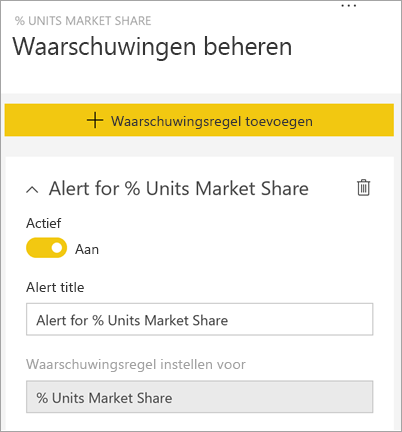 % UNITS MARKET SHARE
Waarschuwingen beheren
Waarschuwingsregel toevoegen
Alert for % Units Market Share
Actief
Aan
Alert title
Alert for % Units Market Share
Waarschuwingsregel instellen voor
% Units Market Share